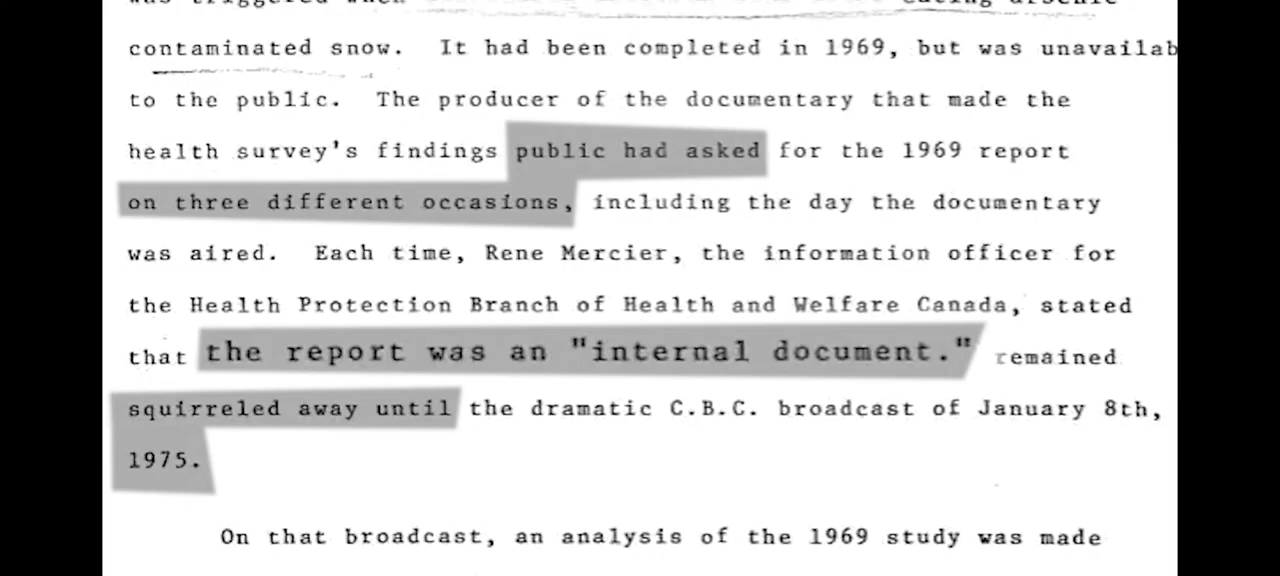 contaminated snow. It had been completed in 1969, but was unavailab
to the public. The producer of the documentary that made the
health survey's findings public had asked for the 1969 report
on three different occasions, including the day the documentary
was aired. Each time, Rene Mercier, the information officer for
the Health Protection Branch of Health and Welfare Canada, stated
that the report was an "internal document." remained
squirreled away until the dramatic C.B.C. broadcast of January 8th,
1975.
On that broadcast, an analysis of the 1969 study was made